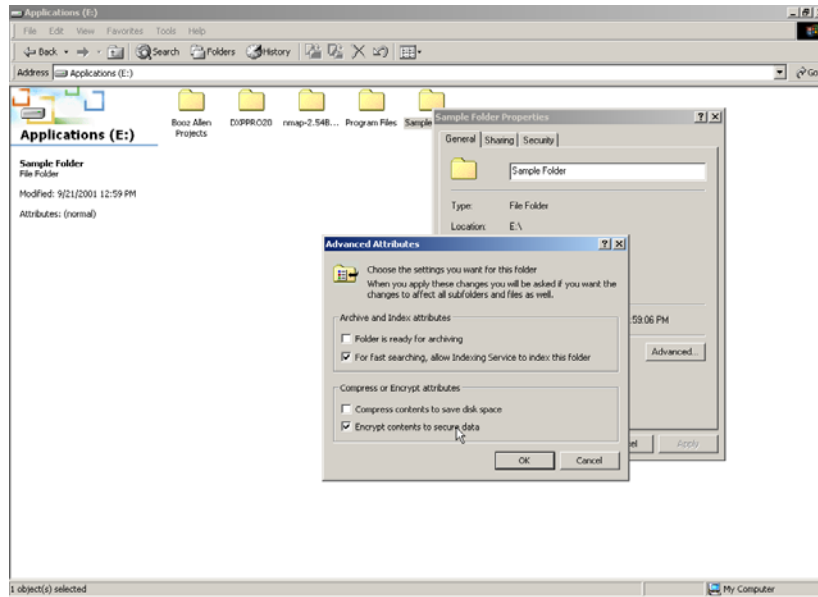 Applications (E:)
File Edit View Favorites Tools Help
Back Search Folders History
Address Applications (E:) Go
Applications (E:)
Sample Folder
File Folder
Modified: 9/21/2001 12:59 PM
Attributes: (normal)
Booz Allen
Projects
nmap-2.54B...
Program Files
Sample
Sample Folder Properties
General Sharing Security
Sample Folder
Type: File Folder
Location: E:\
:59:06 PM
Advanced...
el Apply
Advanced Attributes
Choose the settings you want for this folder
When you apply these changes you will be asked if you want the
changes to affect all subfolders and files as well.
Archive and Index attributes
Folder is ready for archiving
For fast searching, allow Indexing Service to index this folder
Compress or Encrypt attributes
Compress contents to save disk space
Encrypt contents to secure data
OK Cancel
1 object(s) selected
My Computer